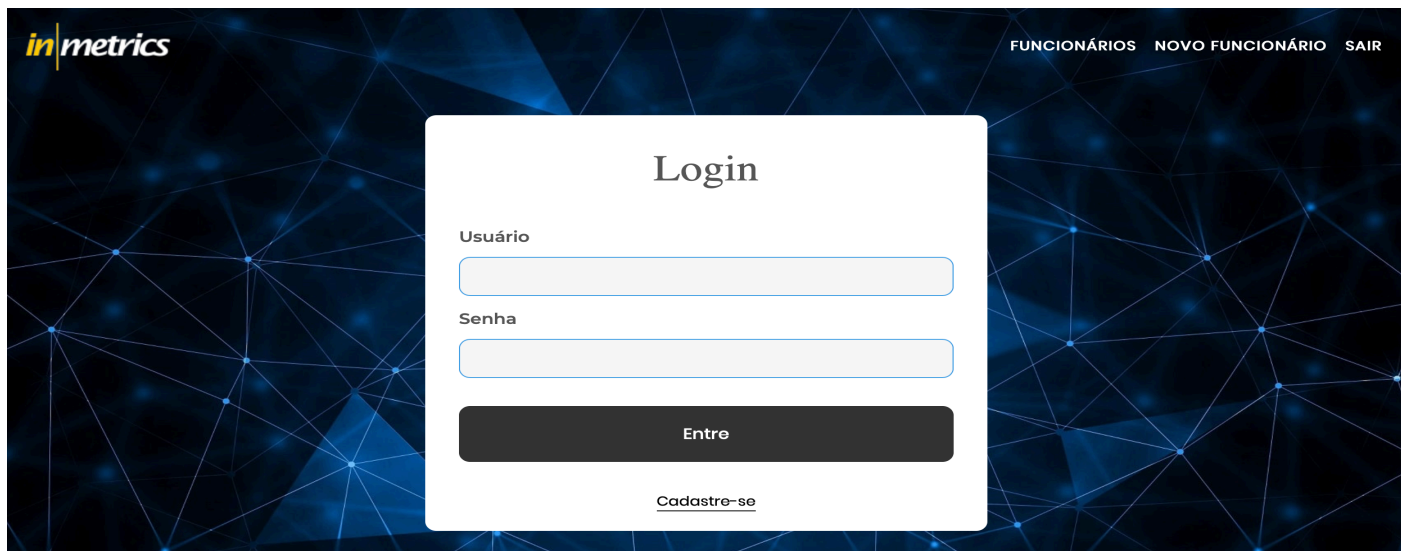 inmetrics
FUNCIONÁRIOS NOVO FUNCIONÁRIO SAIR
Login
Usuário
Senha
Entre
Cadastre-se